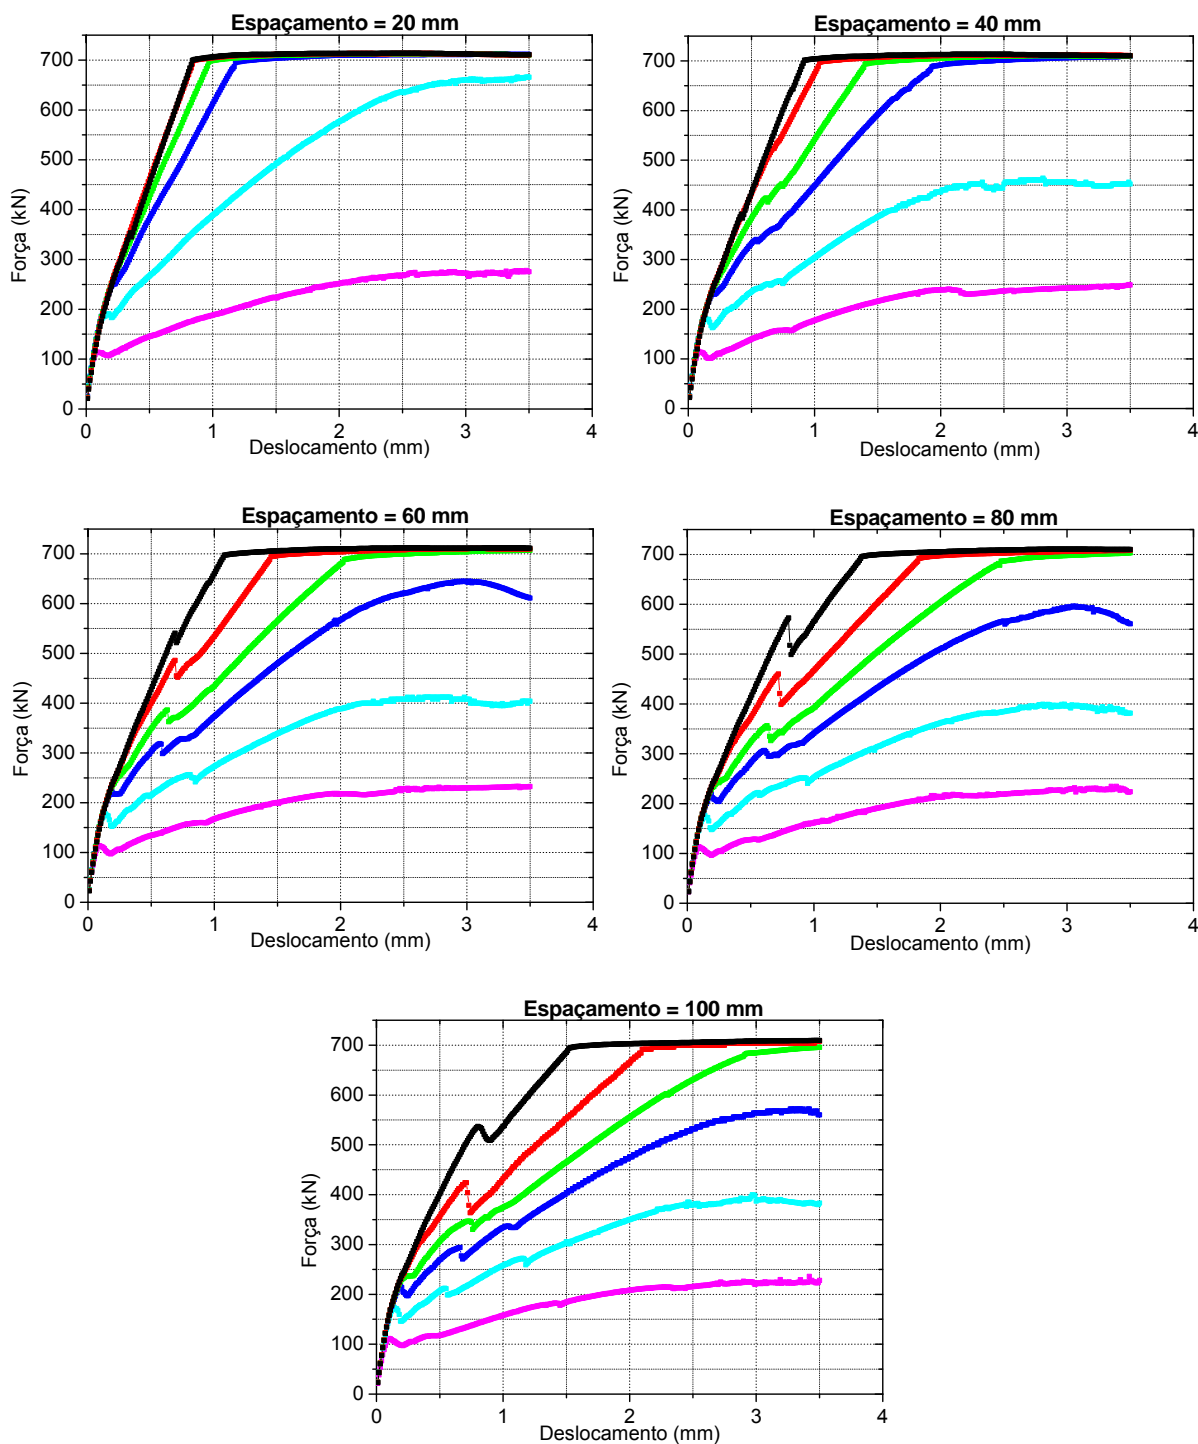 Espaçamento = 20 mm
700
600
500
400
300
200
100
0
Força (kN)
0 1 2 3 4
Deslocamento (mm)
Espaçamento = 40 mm
700
600
500
400
300
200
100
0
Força (kN)
0 1 2 3 4
Deslocamento (mm)
Espaçamento = 60 mm
700
600
500
400
300
200
100
0
Força (kN)
0 1 2 3 4
Deslocamento (mm)
Espaçamento = 80 mm
700
600
500
400
300
200
100
0
Força (kN)
0 1 2 3 4
Deslocamento (mm)
Espaçamento = 100 mm
700
600
500
400
300
200
100
0
Força (kN)
0 1 2 3 4
Deslocamento (mm)